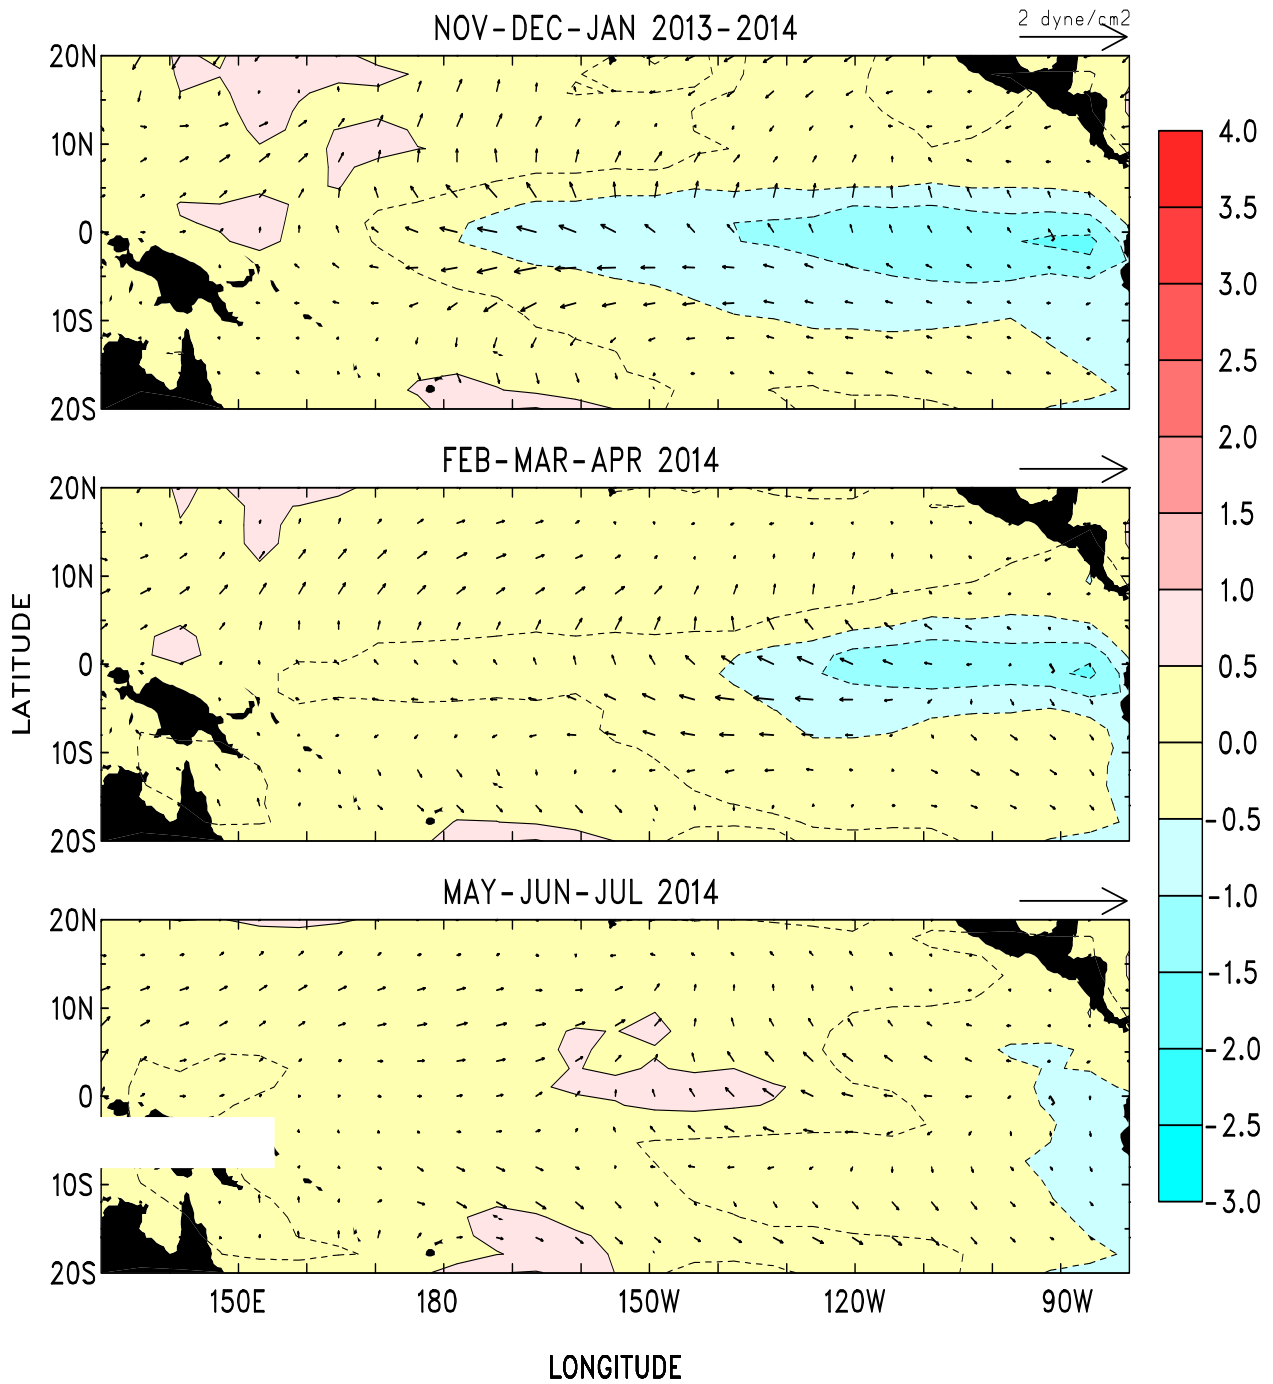 NOV-DEC-JAN 2013-2014
2 dyne/cm2
20N
10N
0
10S
20S
FEB-MAR-APR 2014
20N
10N
0
10S
20S
LATITUDE
MAY-JUN-JUL 2014
20N
10N
0
10S
20S
150E
180
150W
120W
90W
LONGITUDE
4.0
3.5
3.0
2.5
2.0
1.5
1.0
0.5
0.0
-0.5
-1.0
-1.5
-2.0
-2.5
-3.0